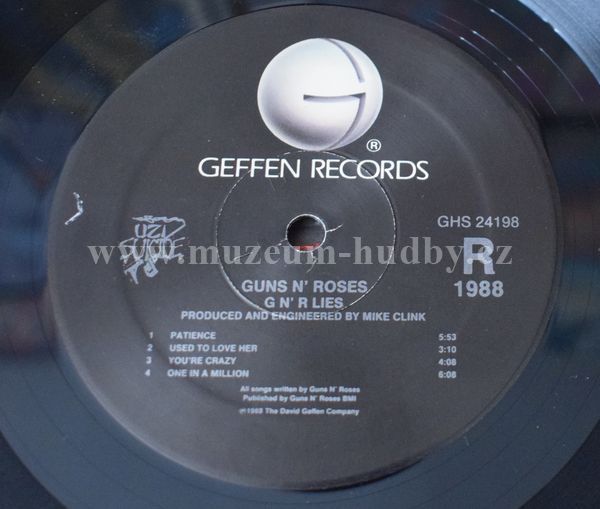 ®
GEFFEN RECORDS
UZI SUICIDE
GHS 24198
www.muzeum-hudby.cz
R
1988
GUNS N' ROSES
G N' R LIES
PRODUCED AND ENGINEERED BY MIKE CLINK
1 PATIENCE 5:53
2 USED TO LOVE HER 3:10
3 YOU'RE CRAZY 4:08
4 ONE IN A MILLION 6:08
All songs written by Guns N' Roses
Published by Guns N' Roses BMI
℗1988 The David Geffen Company